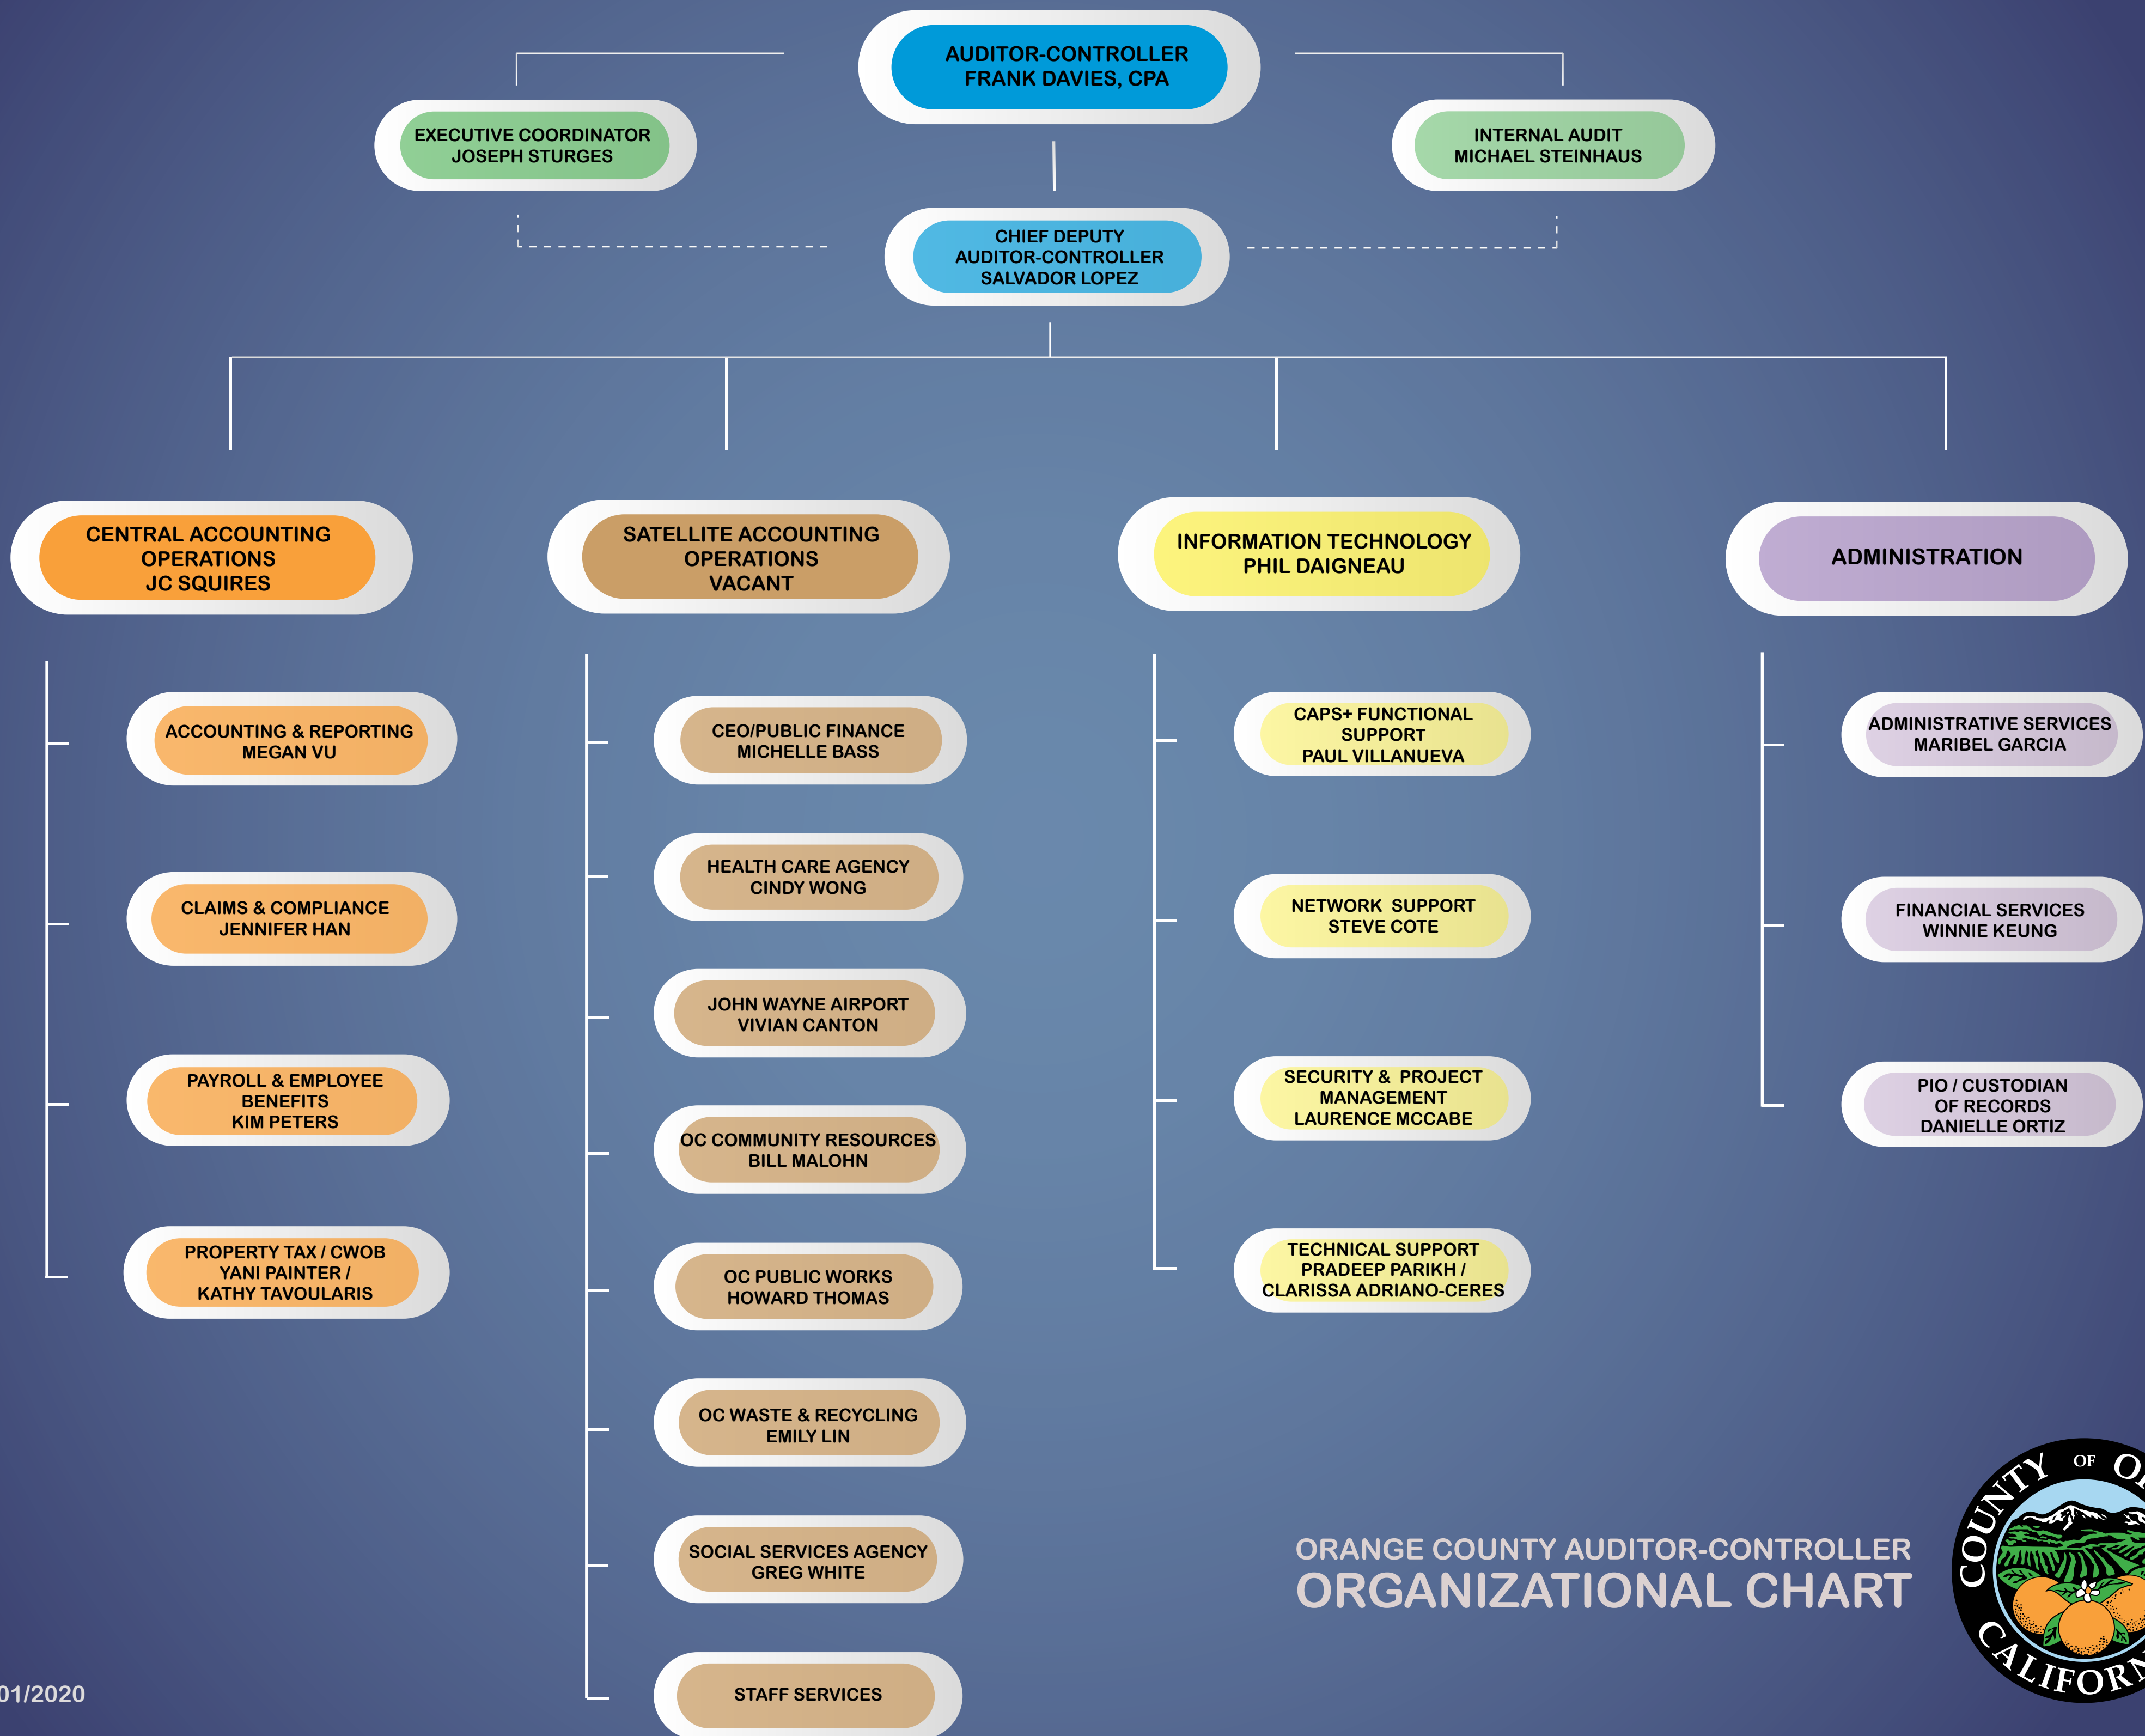 AUDITOR-CONTROLLER
FRANK DAVIES, CPA
EXECUTIVE COORDINATOR
JOSEPH STURGES
INTERNAL AUDIT
MICHAEL STEINHAUS
CHIEF DEPUTY
AUDITOR-CONTROLLER
SALVADOR LOPEZ
CENTRAL ACCOUNTING
OPERATIONS
JC SQUIRES
ACCOUNTING & REPORTING
MEGAN VU
CLAIMS & COMPLIANCE
JENNIFER HAN
PAYROLL & EMPLOYEE
BENEFITS
KIM PETERS
PROPERTY TAX / CWOB
YANI PAINTER /
KATHY TAVOULARIS
SATELLITE ACCOUNTING
OPERATIONS
VACANT
CEO/PUBLIC FINANCE
MICHELLE BASS
HEALTH CARE AGENCY
CINDY WONG
JOHN WAYNE AIRPORT
VIVIAN CANTON
OC COMMUNITY RESOURCES
BILL MALOHN
OC PUBLIC WORKS
HOWARD THOMAS
OC WASTE & RECYCLING
EMILY LIN
SOCIAL SERVICES AGENCY
GREG WHITE
STAFF SERVICES
INFORMATION TECHNOLOGY
PHIL DAIGNEAU
CAPS+ FUNCTIONAL
SUPPORT
PAUL VILLANUEVA
NETWORK SUPPORT
STEVE COTE
SECURITY & PROJECT
MANAGEMENT
LAURENCE MCCABE
TECHNICAL SUPPORT
PRADEEP PARIKH /
CLARISSA ADRIANO-CERES
ADMINISTRATION
ADMINISTRATIVE SERVICES
MARIBEL GARCIA
FINANCIAL SERVICES
WINNIE KEUNG
PIO / CUSTODIAN
OF RECORDS
DANIELLE ORTIZ
ORANGE COUNTY AUDITOR-CONTROLLER
ORGANIZATIONAL CHART
COUNTY OF
01/2020